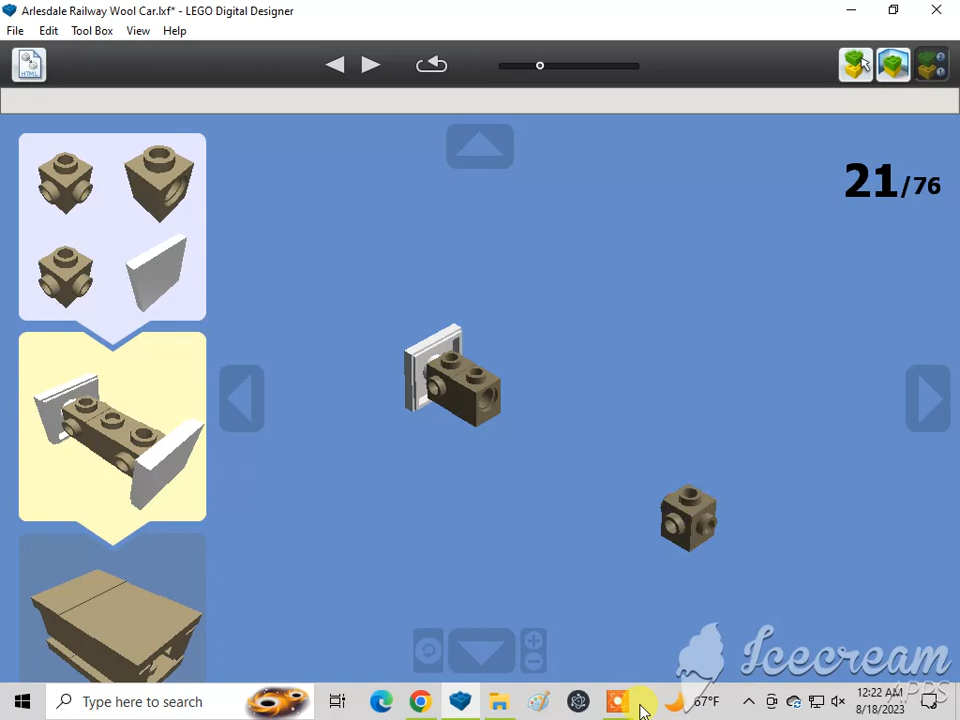 Arlesdale Railway Wool Car.lxf* - LEGO Digital Designer
File Edit Tool Box View Help
HTML
21/76
Icecream
APPS
Type here to search
67°F
12:22 AM
8/18/2023